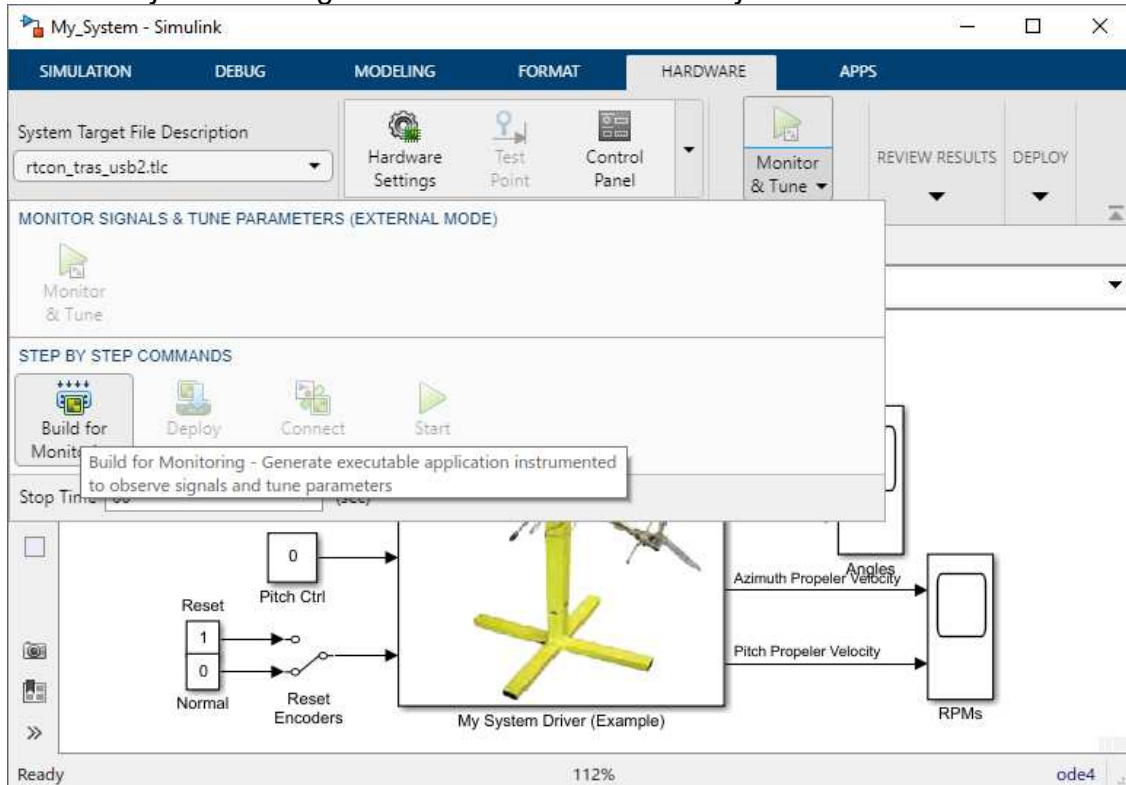 My_System - Simulink
SIMULATION DEBUG MODELING FORMAT HARDWARE APPS
System Target File Description
rtcon_tras_usb2.tlc
Hardware
Settings
Test
Point
Control
Panel
Monitor
& Tune
REVIEW RESULTS
DEPLOY
MONITOR SIGNALS & TUNE PARAMETERS (EXTERNAL MODE)
Monitor
& Tune
STEP BY STEP COMMANDS
Build for
Deploy
Connect
Start
Build for Monitoring - Generate executable application instrumented
to observe signals and tune parameters
Stop
0
Pitch Ctrl
Reset
1
0
Normal
Reset
Encoders
My System Driver (Example)
Angles
Azimuth Propeler Velocity
Pitch Propeler Velocity
RPMs
Ready 112% ode4